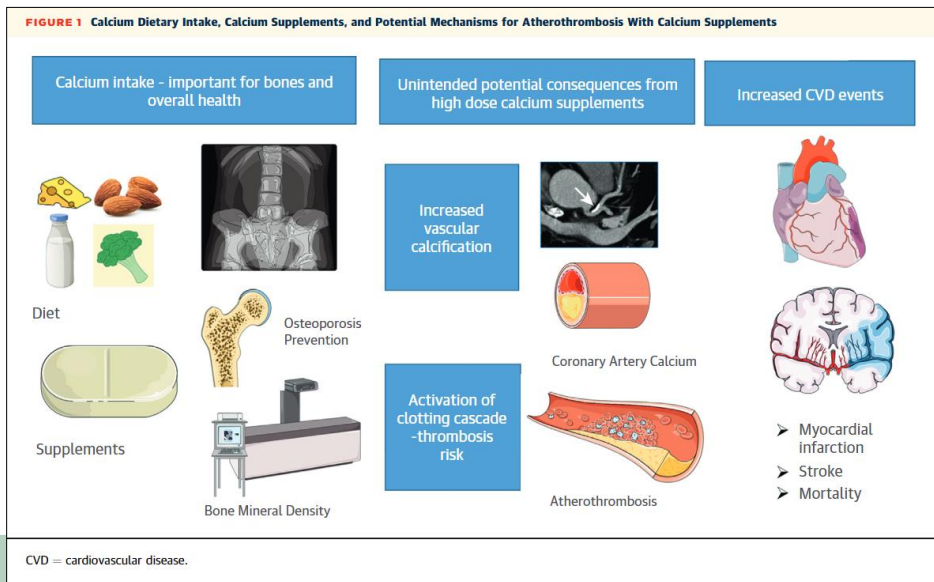 FIGURE 1 Calcium Dietary Intake, Calcium Supplements, and Potential Mechanisms for Atherothrombosis With Calcium Supplements
Calcium intake - important for bones and
overall health
Unintended potential consequences from
high dose calcium supplements
Increased CVD events
Diet
Supplements
Osteoporosis
Prevention
Bone Mineral Density
Increased
vascular
calcification
Coronary Artery Calcium
Activation of
clotting cascade
-thrombosis
risk
Atherothrombosis
➤ Myocardial
infarction
➤ Stroke
➤ Mortality
CVD = cardiovascular disease.